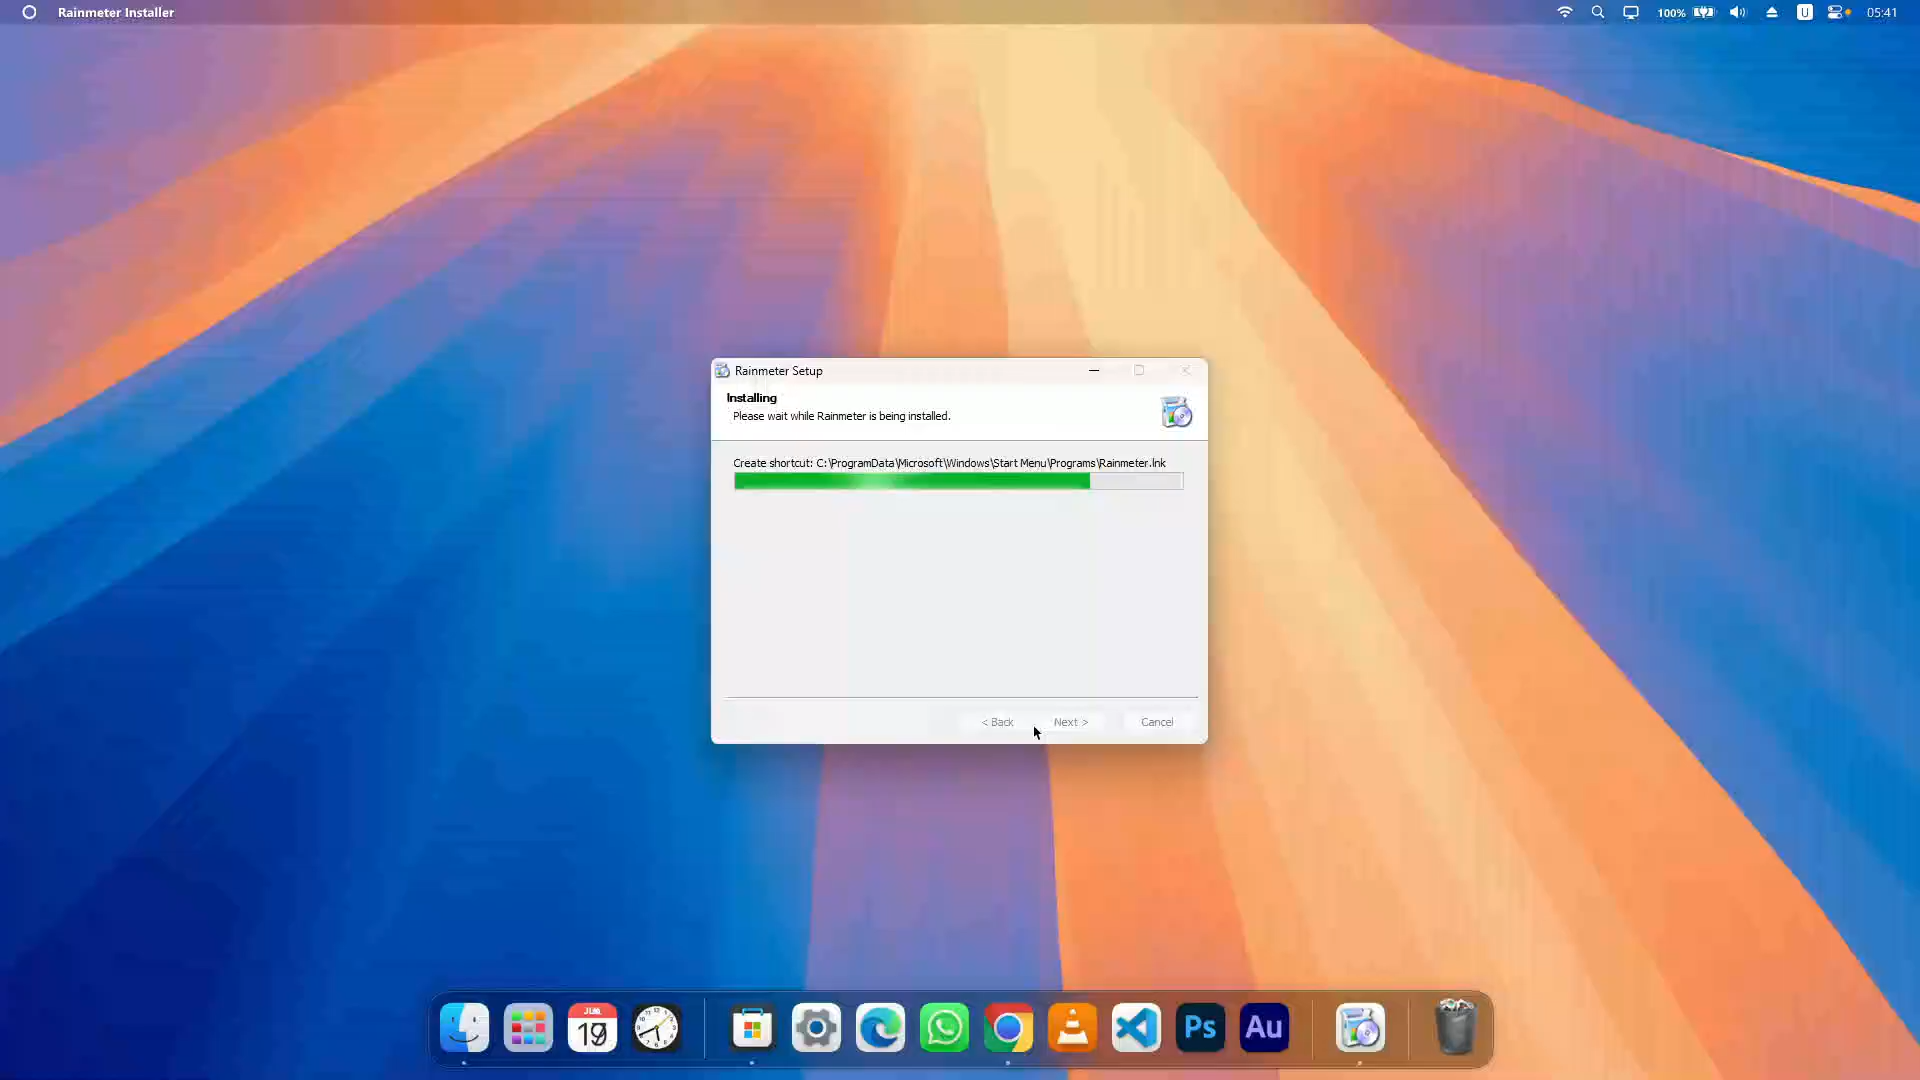 Rainmeter Installer
100%
U
05:41
Rainmeter Setup
Installing
Please wait while Rainmeter is being installed.
Create shortcut: C:\ProgramData\Microsoft\Windows\Start Menu\Programs\Rainmeter.lnk
< Back
Next >
Cancel
19
Ps
Au